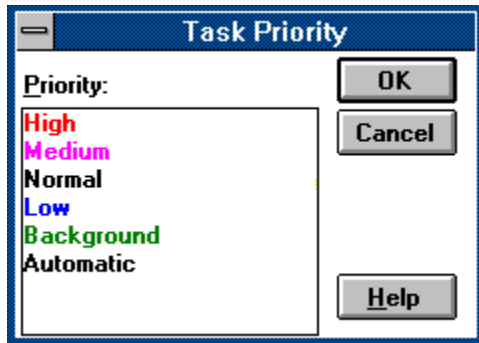 Task Priority
Priority:
OK
High
Cancel
Medium
Normal
Low
Background
Automatic
Help